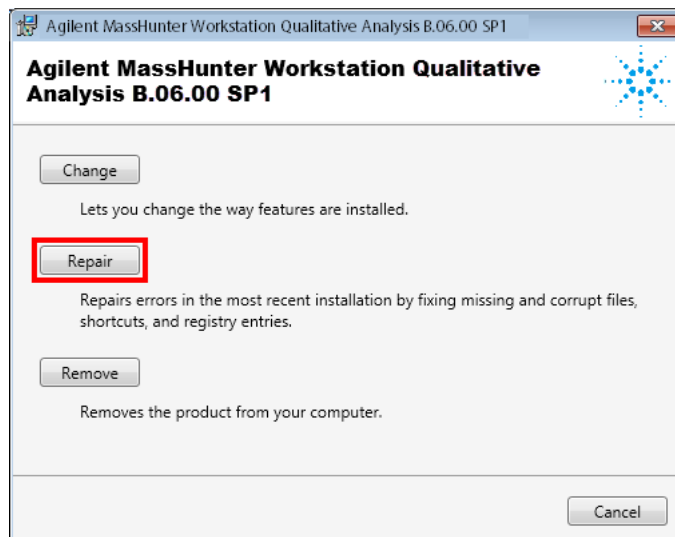 Agilent MassHunter Workstation Qualitative Analysis B.06.00 SP1
Agilent MassHunter Workstation Qualitative
Analysis B.06.00 SP1
Change
Lets you change the way features are installed.
Repair
Repairs errors in the most recent installation by fixing missing and corrupt files,
shortcuts, and registry entries.
Remove
Removes the product from your computer.
Cancel